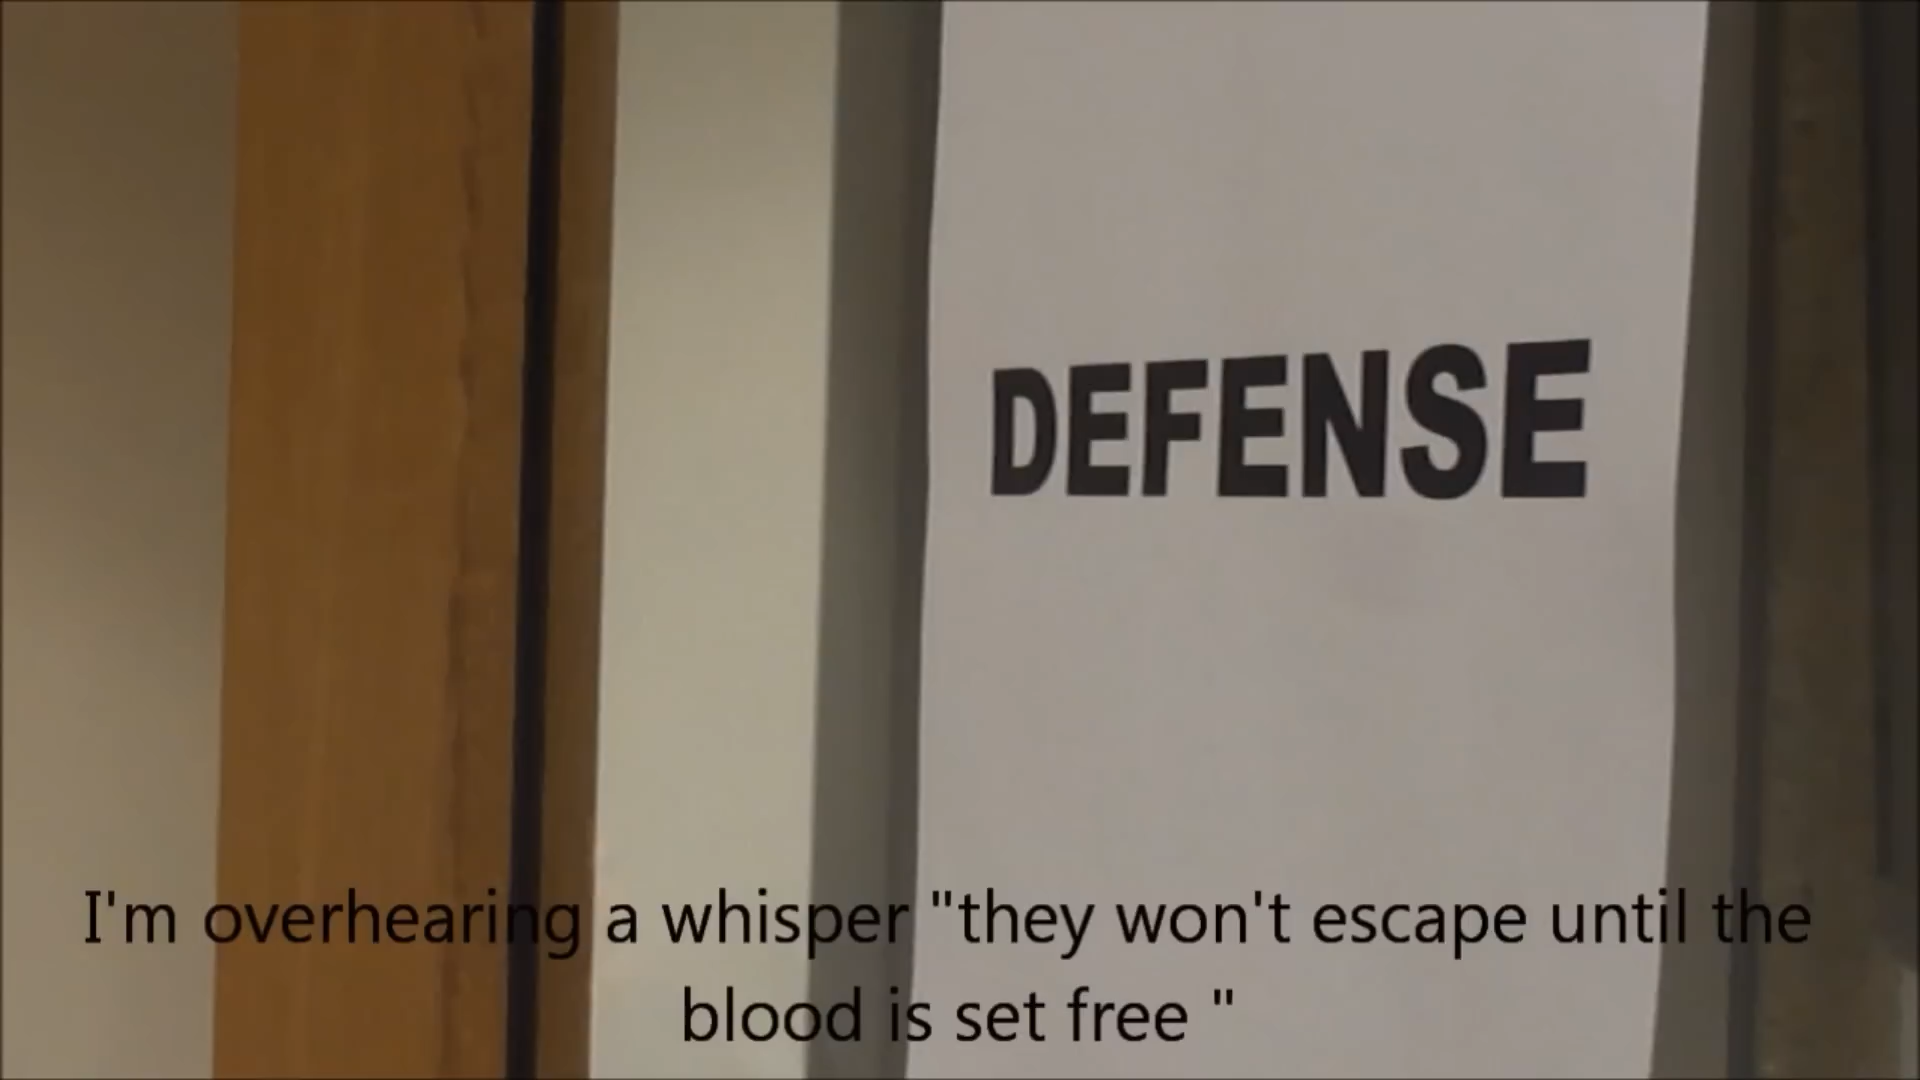 DEFENSE
I'm overhearing a whisper "they won't escape until the
blood is set free "